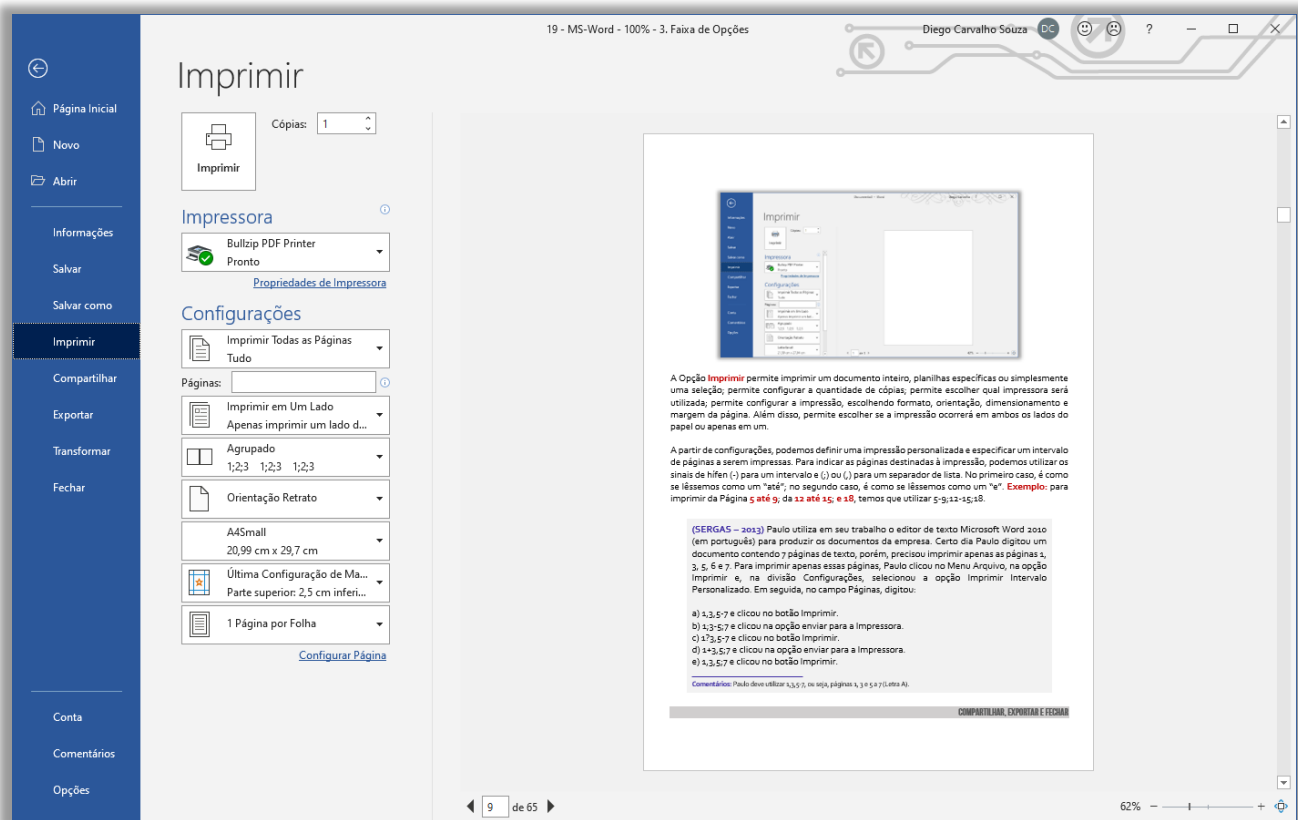 19 - MS-Word - 100% - 3. Faixa de Opções
Diego Carvalho Souza DC
?
Página Inicial
Novo
Abrir
Informações
Salvar
Salvar como
Imprimir
Compartilhar
Exportar
Transformar
Fechar
Conta
Comentários
Opções
Imprimir
Imprimir
Cópias: 1
Impressora
Bullzip PDF Printer
Pronto
Propriedades de Impressora
Configurações
Imprimir Todas as Páginas
Tudo
Páginas:
Imprimir em Um Lado
Apenas imprimir um lado d...
Agrupado
1;2;3 1;2;3 1;2;3
Orientação Retrato
A4Small
20,99 cm x 29,7 cm
Última Configuração de Ma...
Parte superior: 2,5 cm inferi...
1 Página por Folha
Configurar Página
Imprimir
Impressora
Configurações
A Opção Imprimir permite imprimir um documento inteiro, planilhas específicas ou simplesmente
uma seleção; permite configurar a quantidade de cópias; permite escolher qual impressora será
utilizada; permite configurar a impressão, escolhendo formato, orientação, dimensionamento e
margem da página. Além disso, permite escolher se a impressão ocorrerá em ambos os lados do
papel ou apenas em um.
A partir de configurações, podemos definir uma impressão personalizada e especificar um intervalo
de páginas a serem impressas. Para indicar as páginas destinadas à impressão, podemos utilizar os
sinais de hífen (-) para um intervalo e (;) ou (,) para um separador de lista. No primeiro caso, é como
se lêssemos como um "até"; no segundo caso, é como se lêssemos como um "e". Exemplo: para
imprimir da Página 5 até 9; da 12 até 15; e 18, temos que utilizar 5-9;12-15;18.
(SERGAS – 2013) Paulo utiliza em seu trabalho o editor de texto Microsoft Word 2010
(em português) para produzir os documentos da empresa. Certo dia Paulo digitou um
documento contendo 7 páginas de texto, porém, precisou imprimir apenas as páginas 1,
3, 5, 6 e 7. Para imprimir apenas essas páginas, Paulo clicou no Menu Arquivo, na opção
Imprimir e, na divisão Configurações, selecionou a opção Imprimir Intervalo
Personalizado. Em seguida, no campo Páginas, digitou:
a) 1,3,5-7 e clicou no botão Imprimir.
b) 1;3-5;7 e clicou na opção enviar para a Impressora.
c) 1?3,5-7 e clicou no botão Imprimir.
d) 1+3,5;7 e clicou na opção enviar para a Impressora.
e) 1,3,5;7 e clicou no botão Imprimir.
Comentários: Paulo deve utilizar 1,3,5-7, ou seja, páginas 1, 3 e 5 a 7 (Letra A).
COMPARTILHAR, EXPORTAR E FECHAR
9 de 65
62%